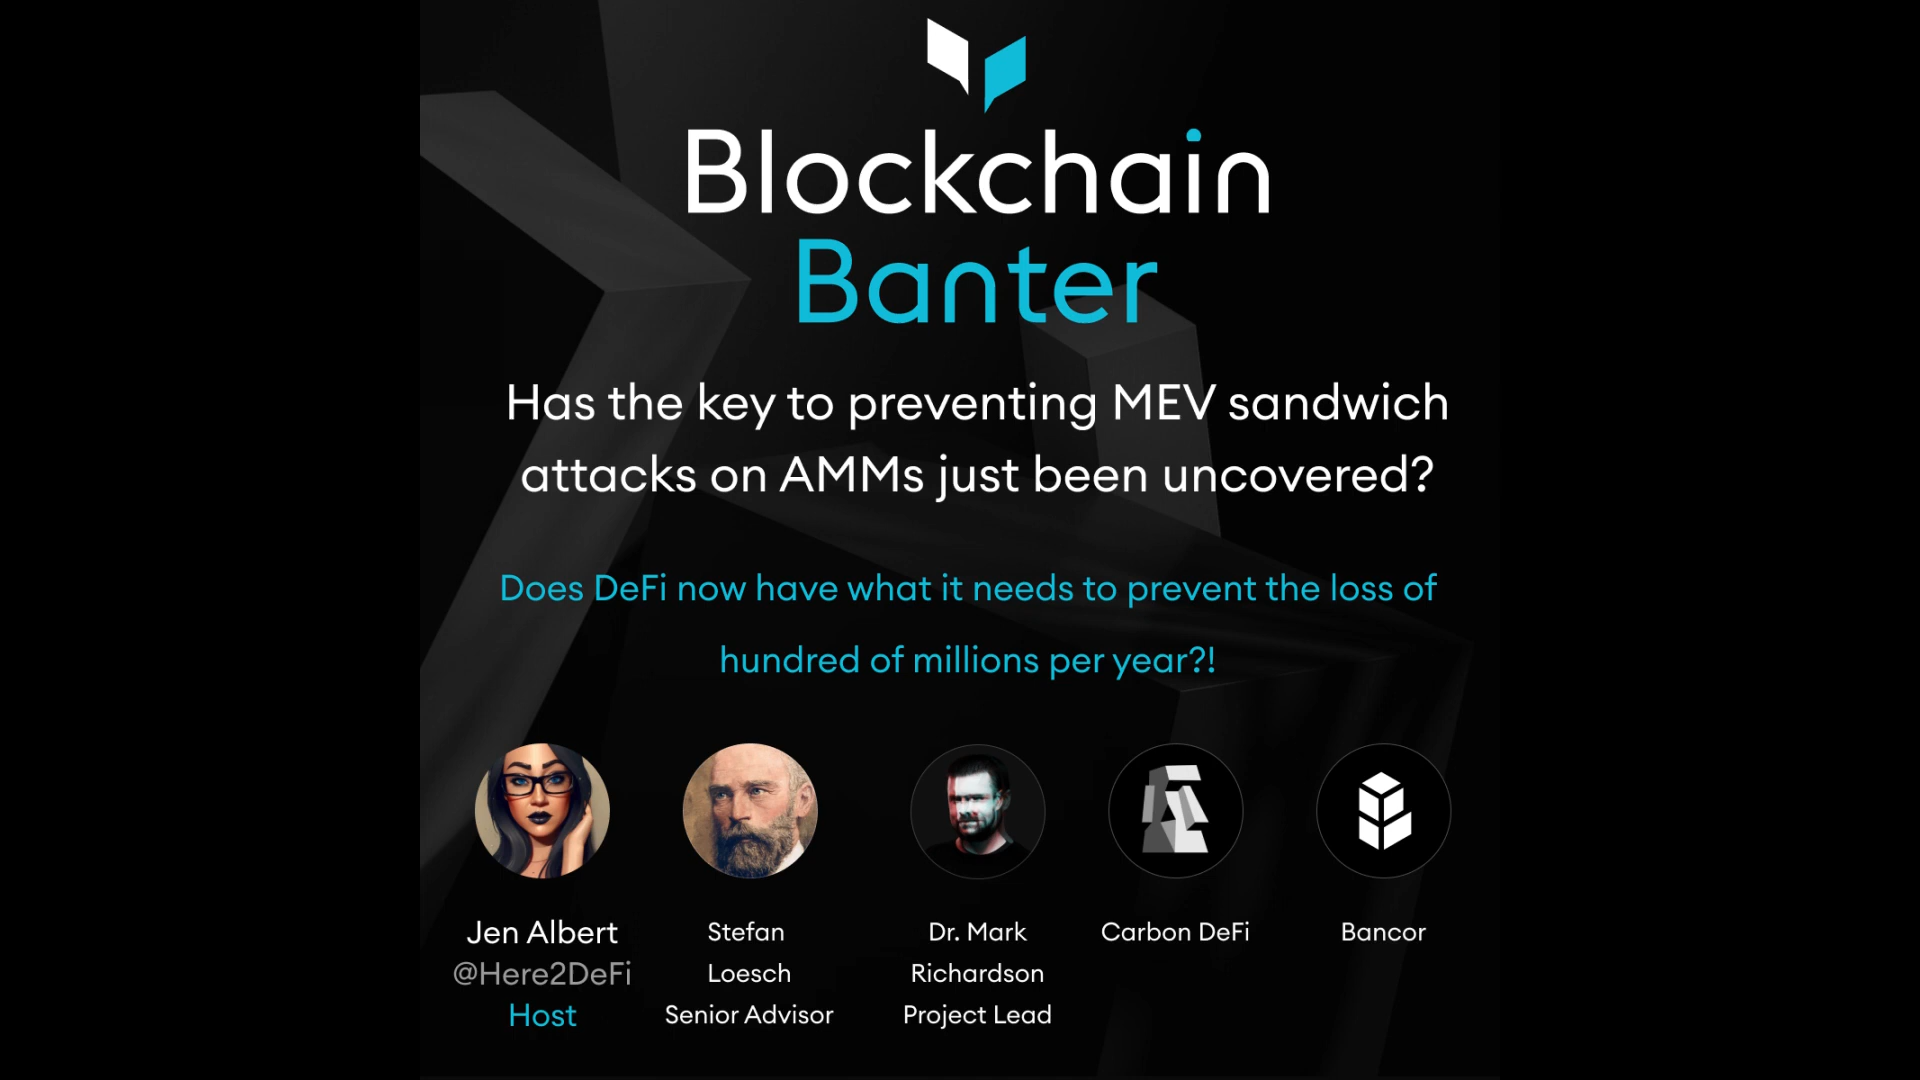 Blockchain
Banter
Has the key to preventing MEV sandwich
attacks on AMMs just been uncovered?
Does DeFi now have what it needs to prevent the loss of
hundred of millions per year?!
Jen Albert
@Here2DeFi
Host
Stefan
Loesch
Senior Advisor
Dr. Mark
Richardson
Project Lead
Carbon DeFi
Bancor